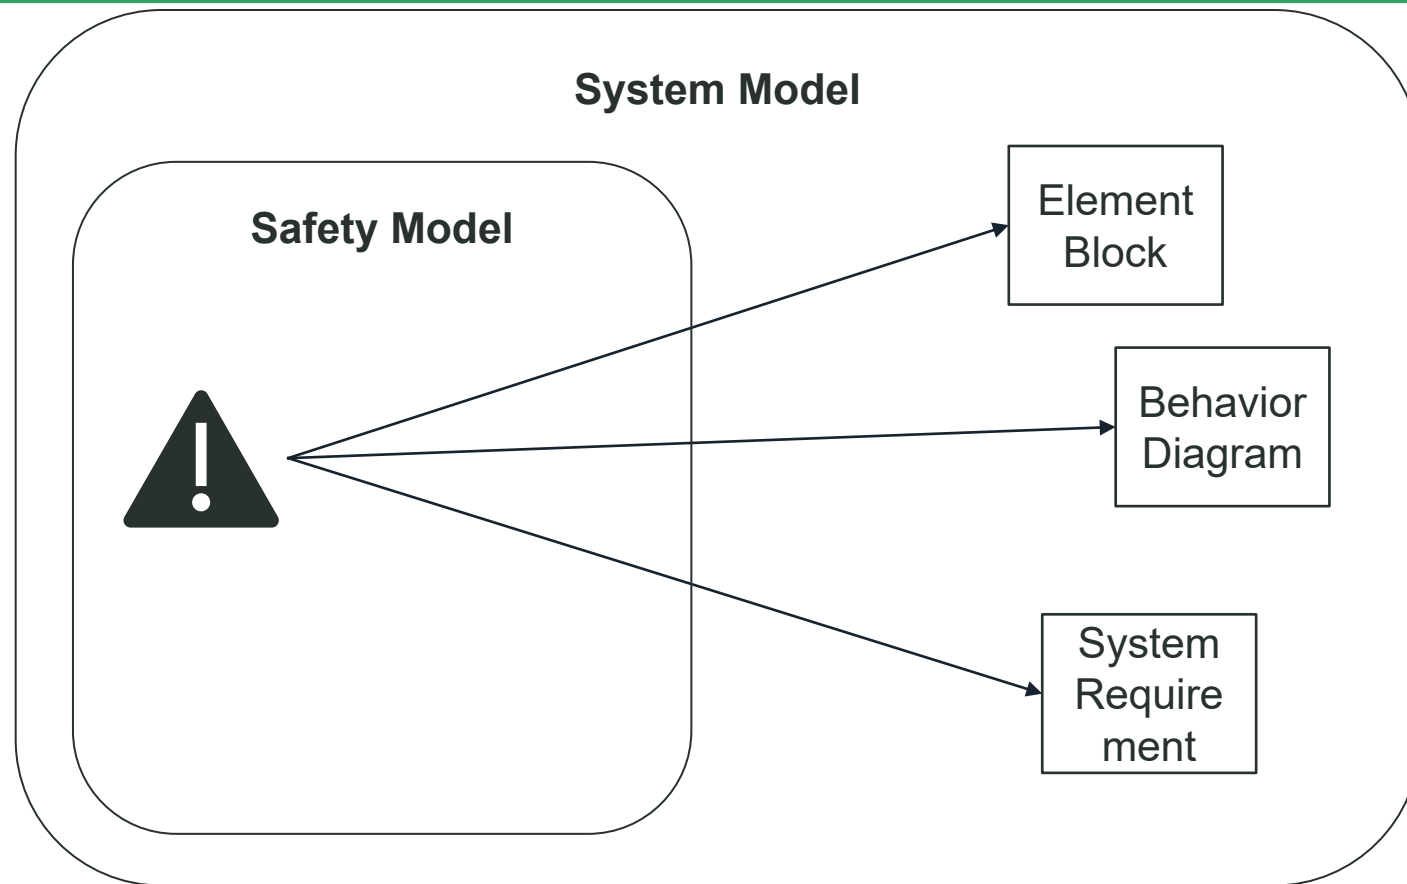 System Model
Safety Model
Element
Block
Behavior
Diagram
System
Require
ment